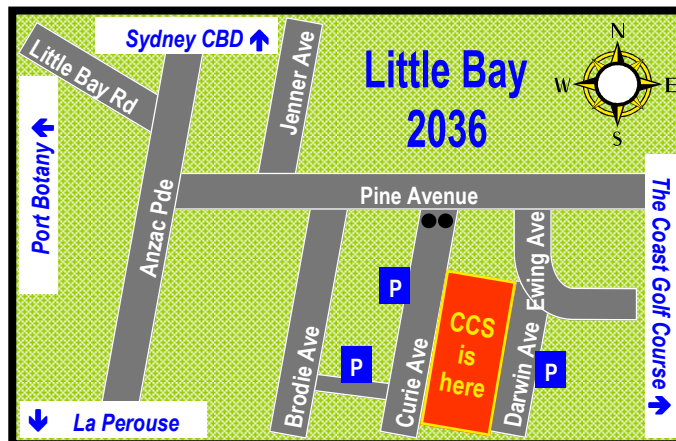 Sydney CBD
Little Bay Rd
Jenner Ave
Little Bay
2036
N
W
E
S
Port Botany
Anzac Pde
Pine Avenue
The Coast Golf Course
Ewing Ave
P
CCS
is
here
P
P
Brodie Ave
Curie Ave
Darwin Ave
La Perouse